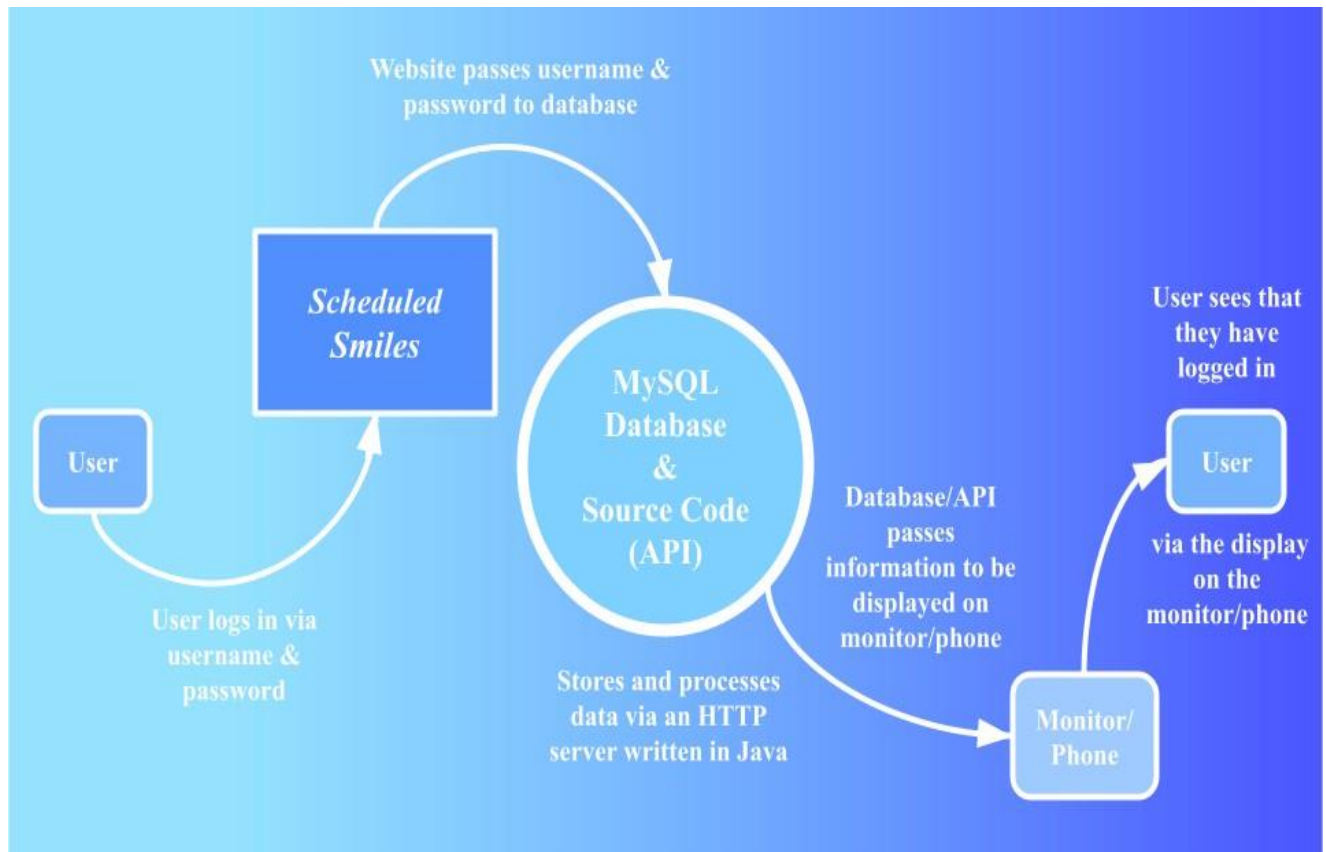 Website passes username &
password to database
Scheduled
Smiles
User
User logs in via
username &
password
MySQL
Database
&
Source Code
(API)
Stores and processes
data via an HTTP
server written in Java
Database/API
passes
information to be
displayed on
monitor/phone
Monitor/
Phone
User sees that
they have
logged in
User
via the display
on the
monitor/phone